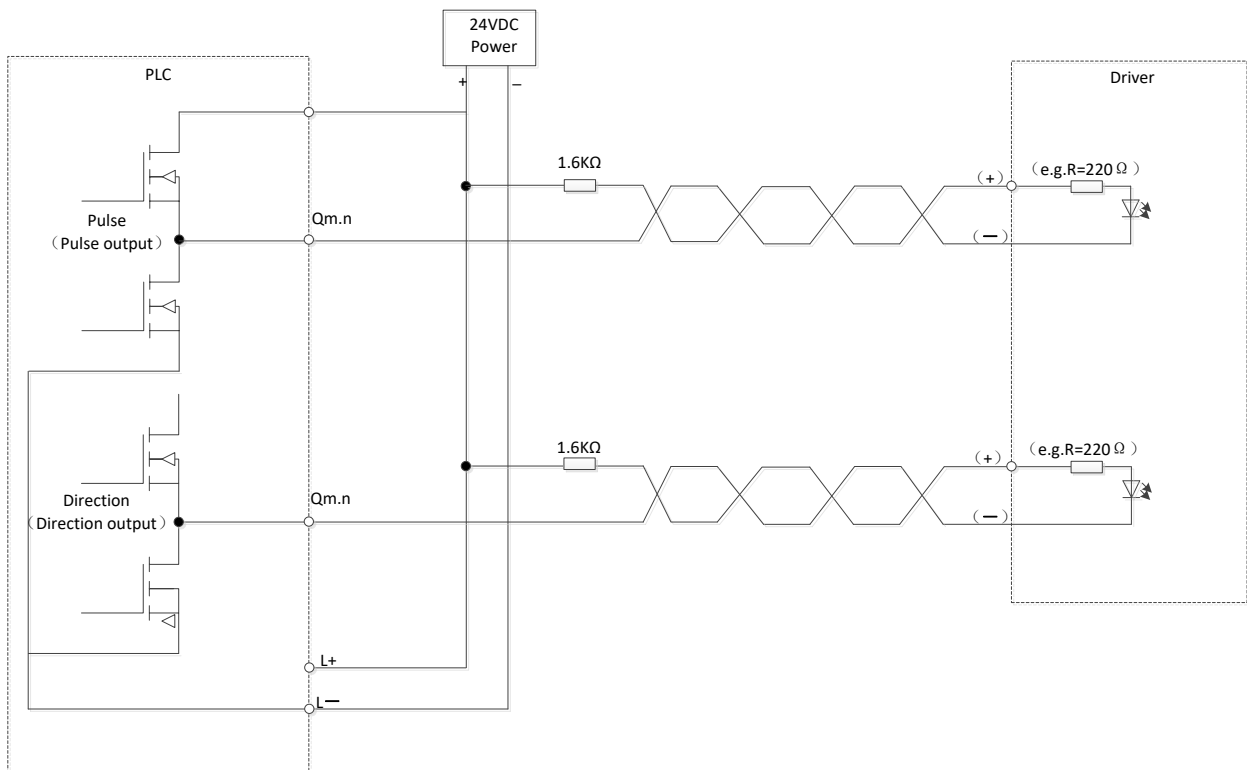 24VDC
Power
PLC
+
–
Driver
1.6KΩ
（+）
（e.g.R=220Ω）
Qm.n
Pulse
（Pulse output）
（—）
1.6KΩ
（+）
（e.g.R=220Ω）
Qm.n
Direction
（Direction output）
（—）
L+
L—